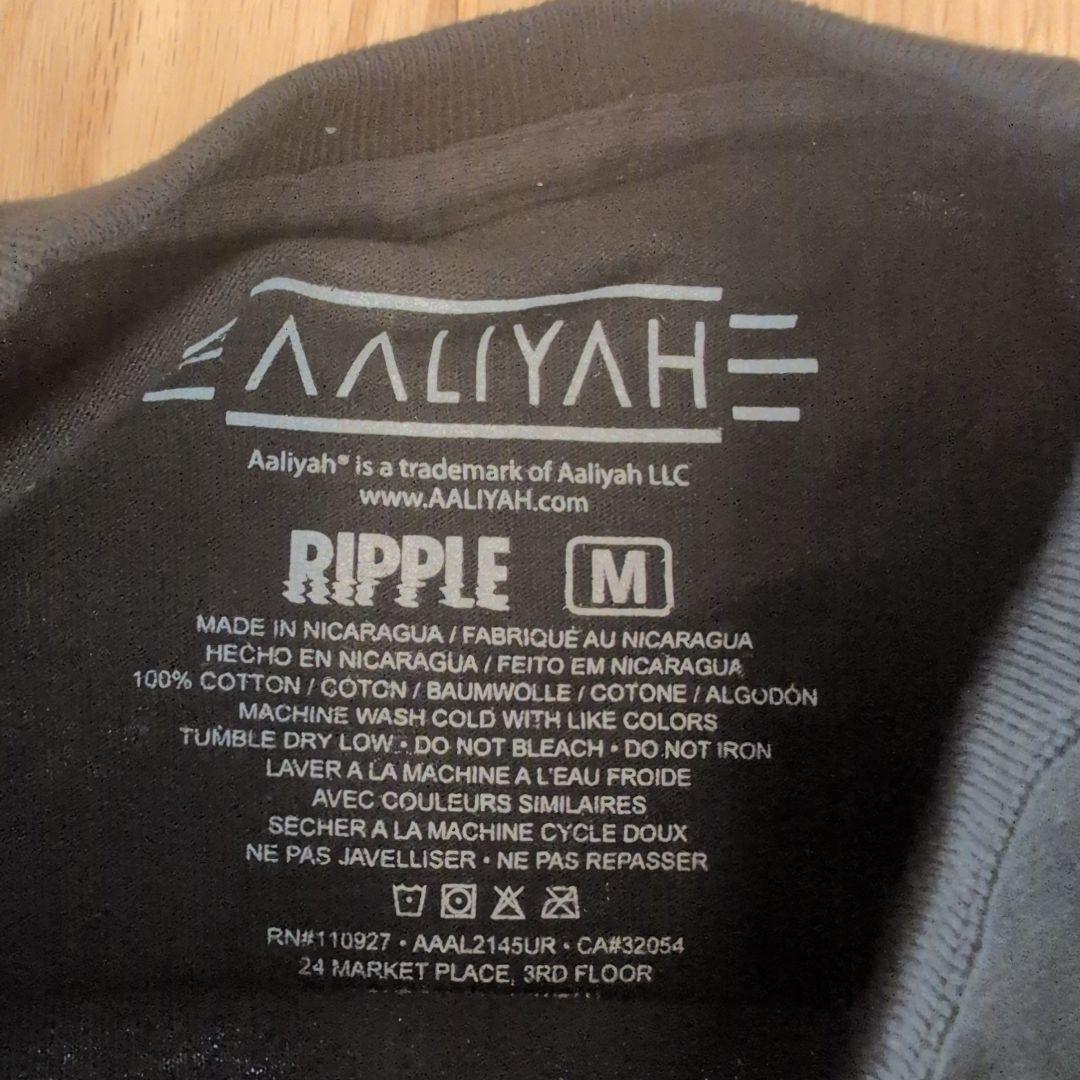 AALIYAH
Aaliyah® is a trademark of Aaliyah LLC
www.AALIYAH.com
RIPPLE M
MADE IN NICARAGUA / FABRIQUÉ AU NICARAGUA
HECHO EN NICARAGUA / FEITO EM NICARAGUA
100% COTTON / COTON / BAUMWOLLE / COTONE / ALGODÓN
MACHINE WASH COLD WITH LIKE COLORS
TUMBLE DRY LOW • DO NOT BLEACH • DO NOT IRON
LAVER A LA MACHINE A L'EAU FROIDE
AVEC COULEURS SIMILAIRES
SECHER A LA MACHINE CYCLE DOUX
NE PAS JAVELLISER • NE PAS REPASSER
RN#110927 • AAAL2145UR • CA#32054
24 MARKET PLACE, 3RD FLOOR